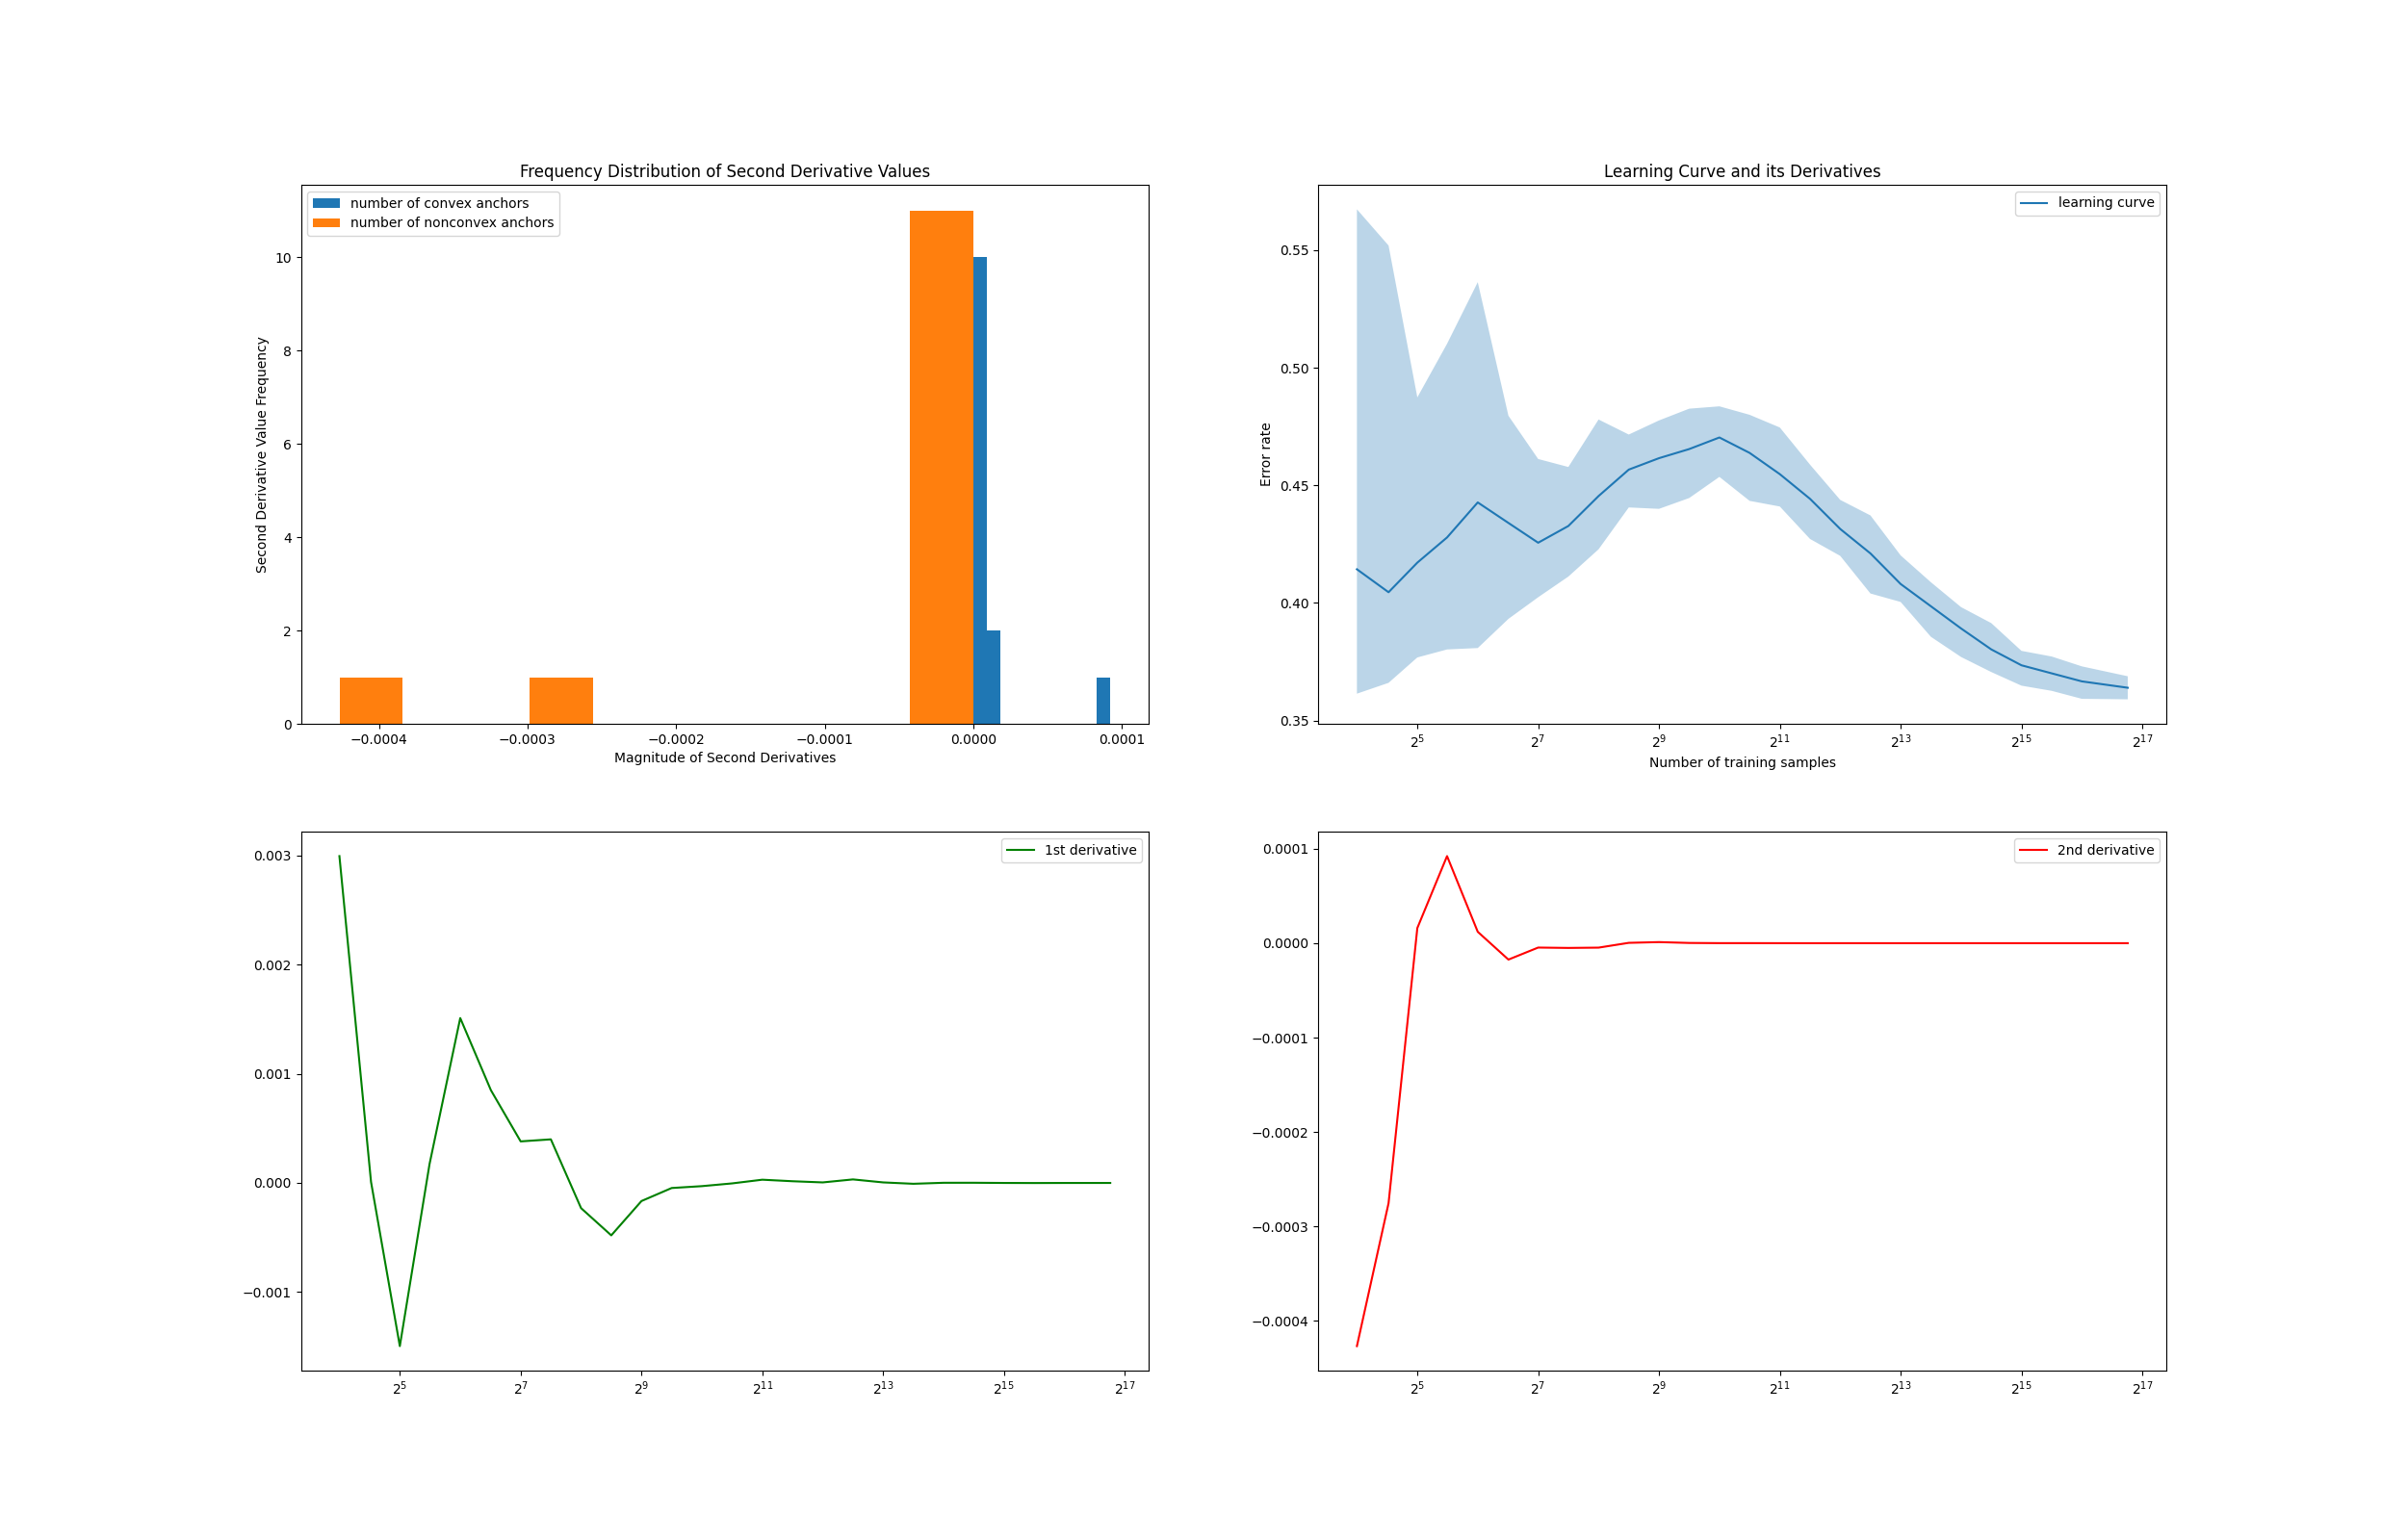 Frequency Distribution of Second Derivative Values
number of convex anchors
number of nonconvex anchors
Second Derivative Value Frequency
10
8
6
4
2
0
−0.0004 −0.0003 −0.0002 −0.0001 0.0000 0.0001
Magnitude of Second Derivatives
Learning Curve and its Derivatives
learning curve
Error rate
0.55
0.50
0.45
0.40
0.35
2^5 2^7 2^9 2^11 2^13 2^15 2^17
Number of training samples
1st derivative
0.003
0.002
0.001
0.000
−0.001
2^5 2^7 2^9 2^11 2^13 2^15 2^17
2nd derivative
0.0001
0.0000
−0.0001
−0.0002
−0.0003
−0.0004
2^5 2^7 2^9 2^11 2^13 2^15 2^17